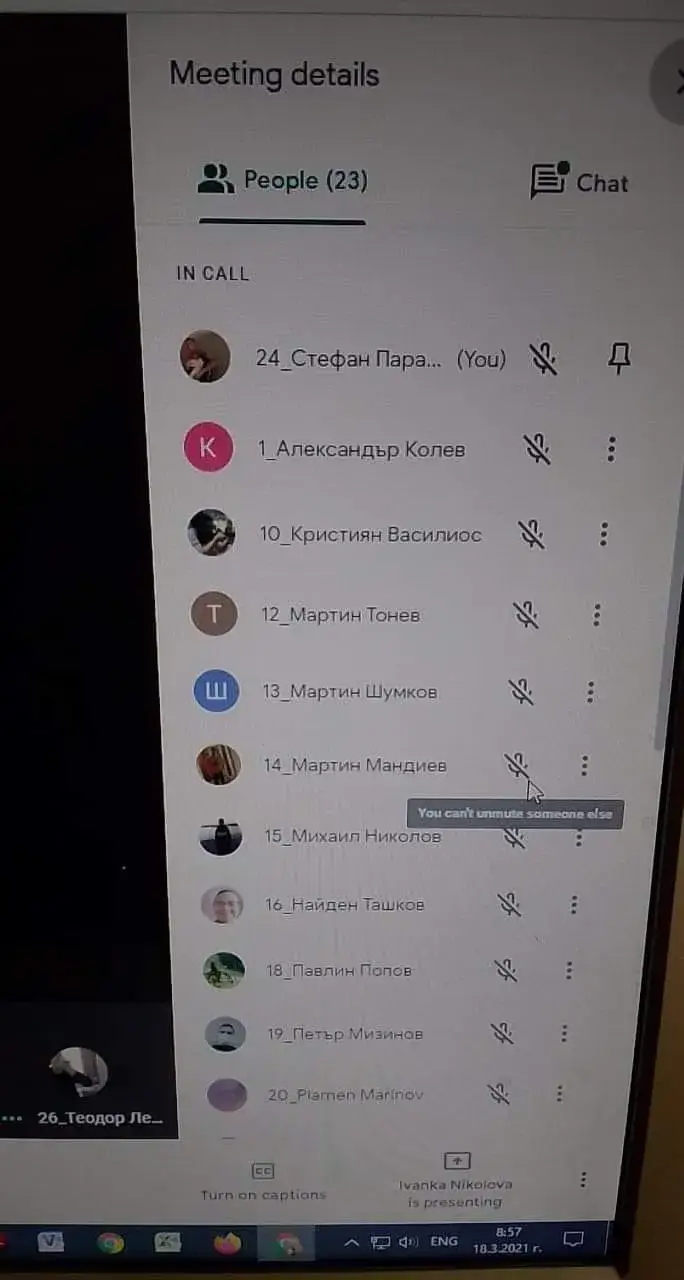 Meeting details
People (23)
Chat
IN CALL
24_Стефан Пара... (You)
К
1_Александър Колев
10_Кристиян Василиос
Т
12_Мартин Тонев
Ш
13_Мартин Шумков
14_Мартин Мандиев
You can't unmute someone else
15_Михаил Николов
16_Найден Ташков
18_Павлин Попов
19_Петър Мизинов
20_Plamen Marinov
26_Теодор Ле...
CC
Turn on captions
Ivanka Nikolova
is presenting
ENG
8:57
18.3.2021 г.